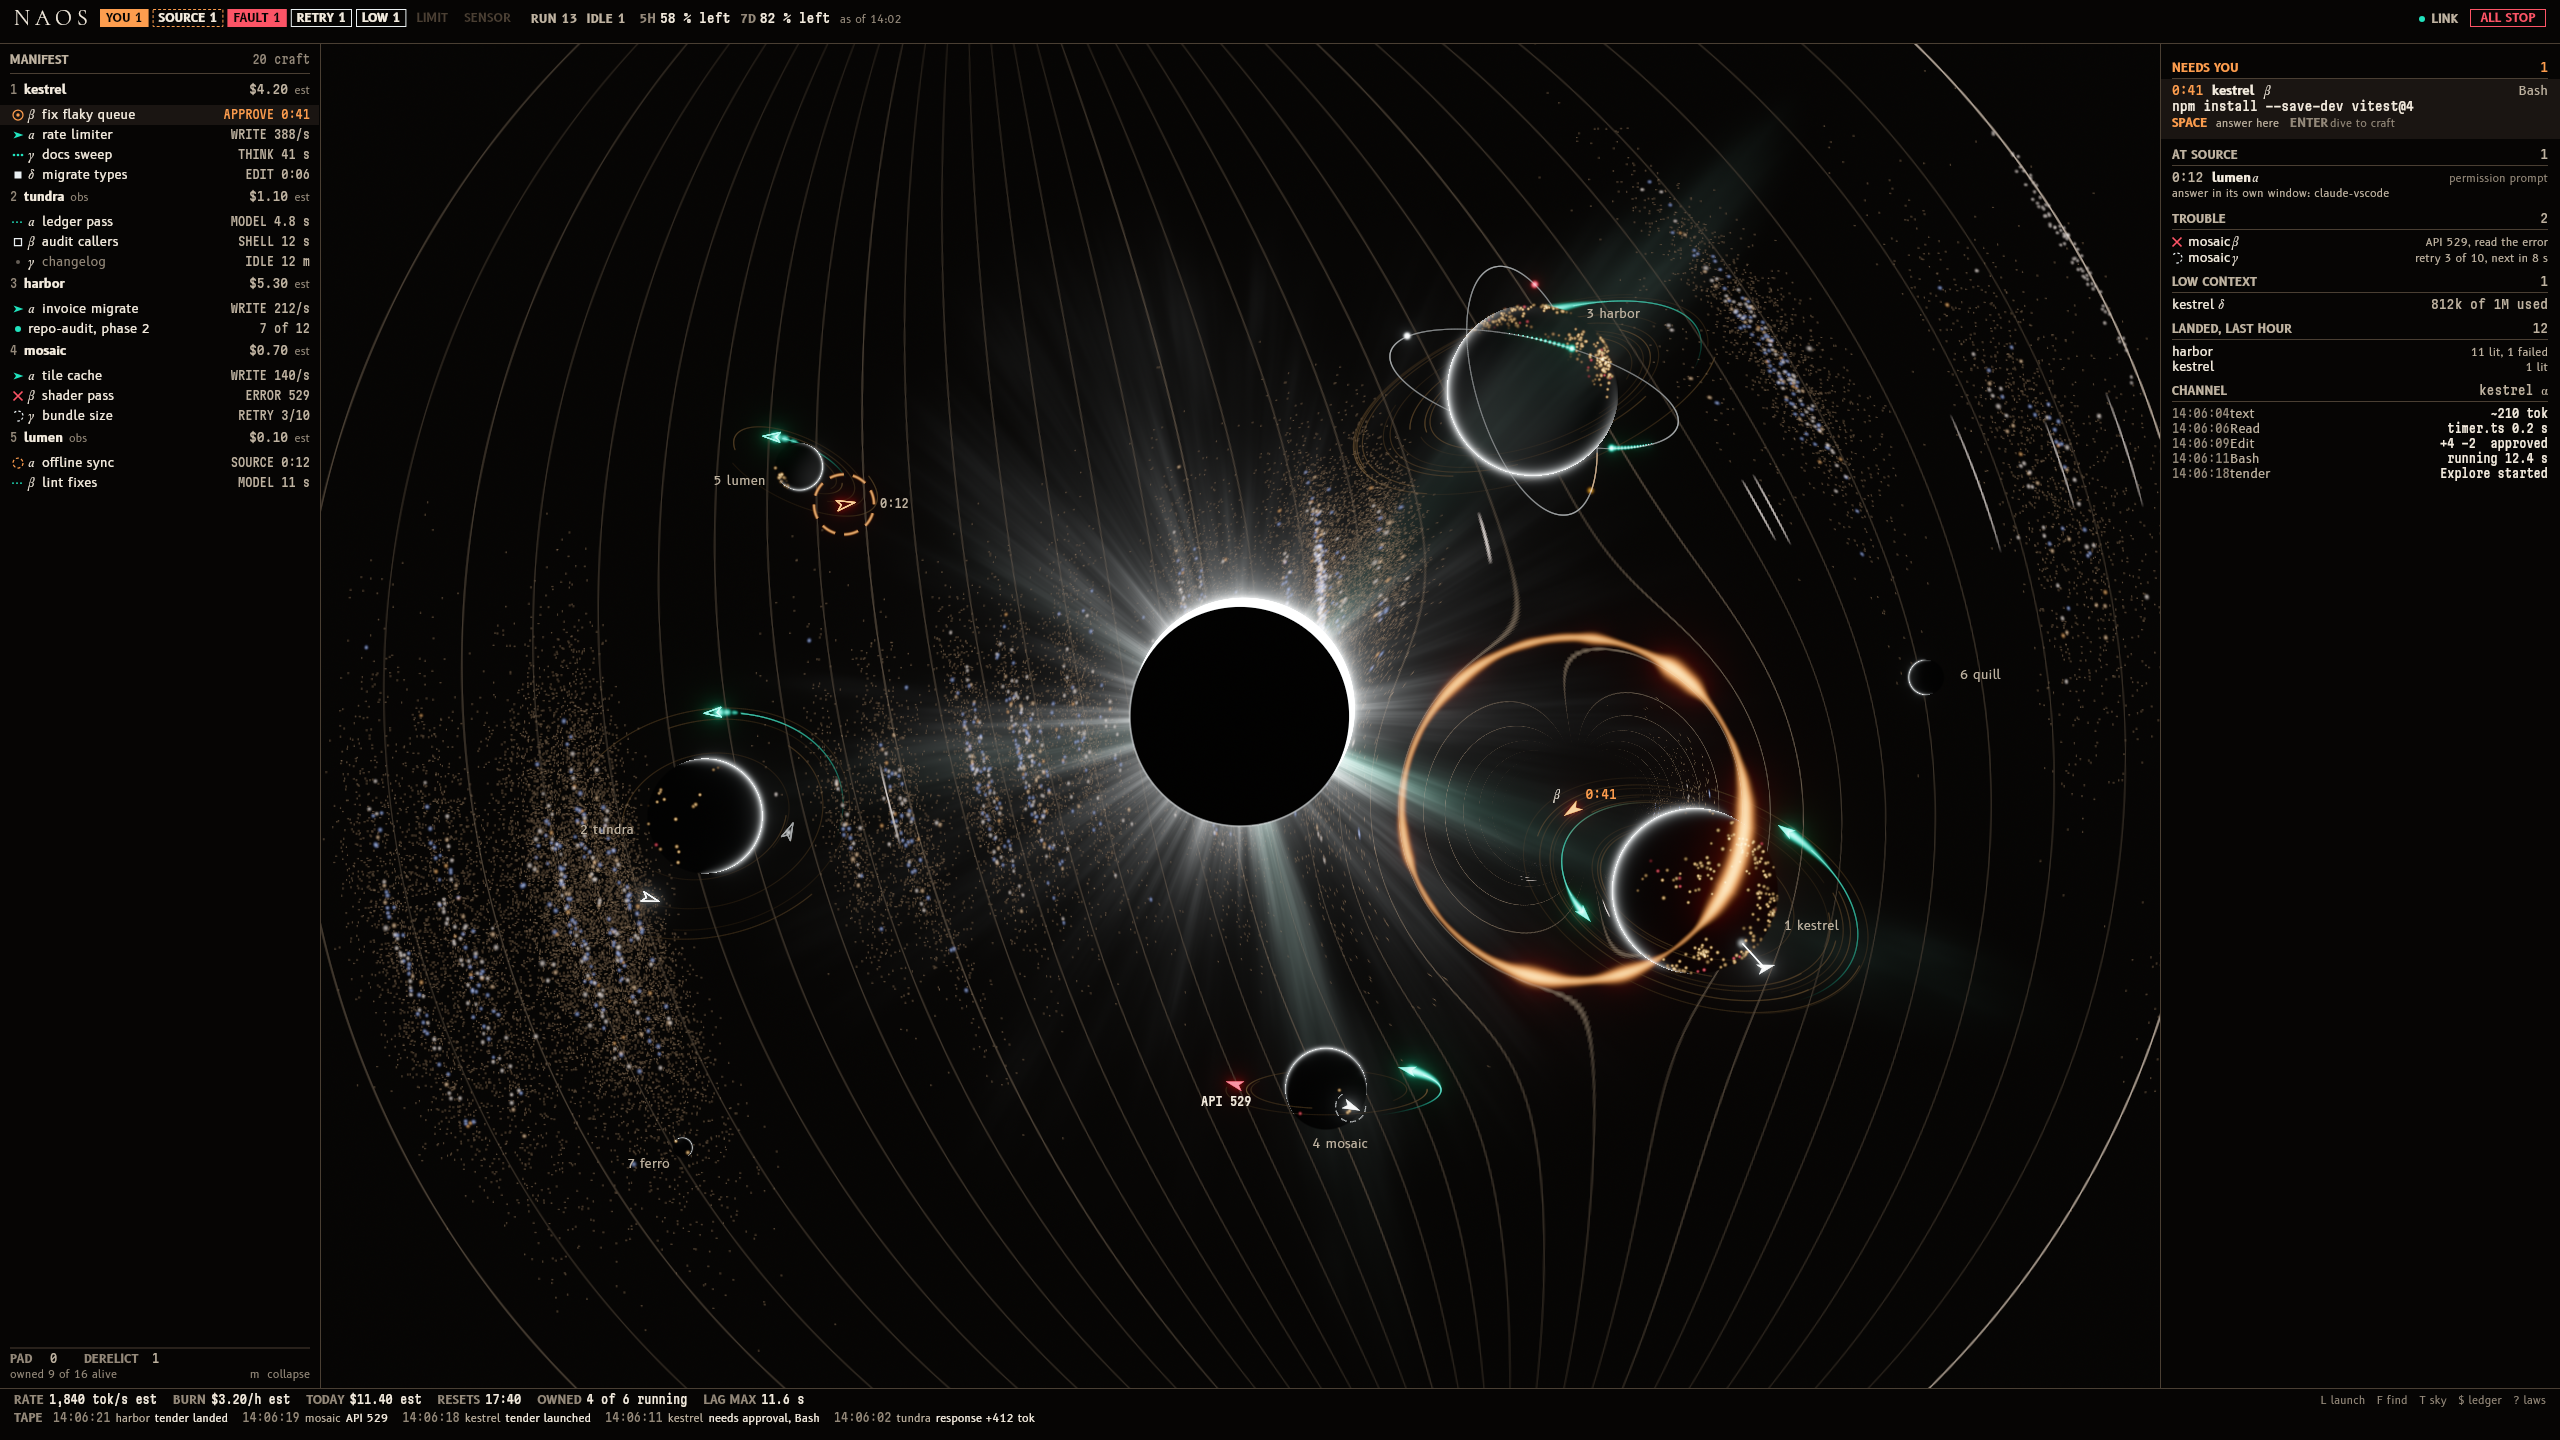 NAOS YOU 1 SOURCE 1 FAULT 1 RETRY 1 LOW 1 LIMIT SENSOR RUN 13 IDLE 1 5H 58 % left 7D 82 % left as of 14:02 LINK ALL STOP
MANIFEST 20 craft
1 kestrel $4.20 est
β fix flaky queue APPROVE 0:41
α rate limiter WRITE 388/s
γ docs sweep THINK 41 s
δ migrate types EDIT 0:06
2 tundra obs $1.10 est
α ledger pass MODEL 4.8 s
β audit callers SHELL 12 s
γ changelog IDLE 12 m
3 harbor $5.30 est
α invoice migrate WRITE 212/s
repo-audit, phase 2 7 of 12
4 mosaic $0.70 est
α tile cache WRITE 140/s
β shader pass ERROR 529
γ bundle size RETRY 3/10
5 lumen obs $0.10 est
α offline sync SOURCE 0:12
β lint fixes MODEL 11 s
PAD 0 DERELICT 1
owned 9 of 16 alive m collapse
3 harbor
5 lumen
0:12
6 quill
β 0:41
2 tundra
1 kestrel
API 529
4 mosaic
7 ferro
NEEDS YOU 1
0:41 kestrel β Bash
npm install --save-dev vitest@4
SPACE answer here ENTER dive to craft
AT SOURCE 1
0:12 lumen α permission prompt
answer in its own window: claude-vscode
TROUBLE 2
mosaic β API 529, read the error
mosaic γ retry 3 of 10, next in 8 s
LOW CONTEXT 1
kestrel δ 812k of 1M used
LANDED, LAST HOUR 12
harbor 11 lit, 1 failed
kestrel 1 lit
CHANNEL kestrel α
14:06:04 text ~210 tok
14:06:06 Read timer.ts 0.2 s
14:06:09 Edit +4 -2 approved
14:06:11 Bash running 12.4 s
14:06:18 tender Explore started
RATE 1,840 tok/s est BURN $3.20/h est TODAY $11.40 est RESETS 17:40 OWNED 4 of 6 running LAG MAX 11.6 s L launch F find T sky $ ledger ? laws
TAPE 14:06:21 harbor tender landed 14:06:19 mosaic API 529 14:06:18 kestrel tender launched 14:06:11 kestrel needs approval, Bash 14:06:02 tundra response +412 tok